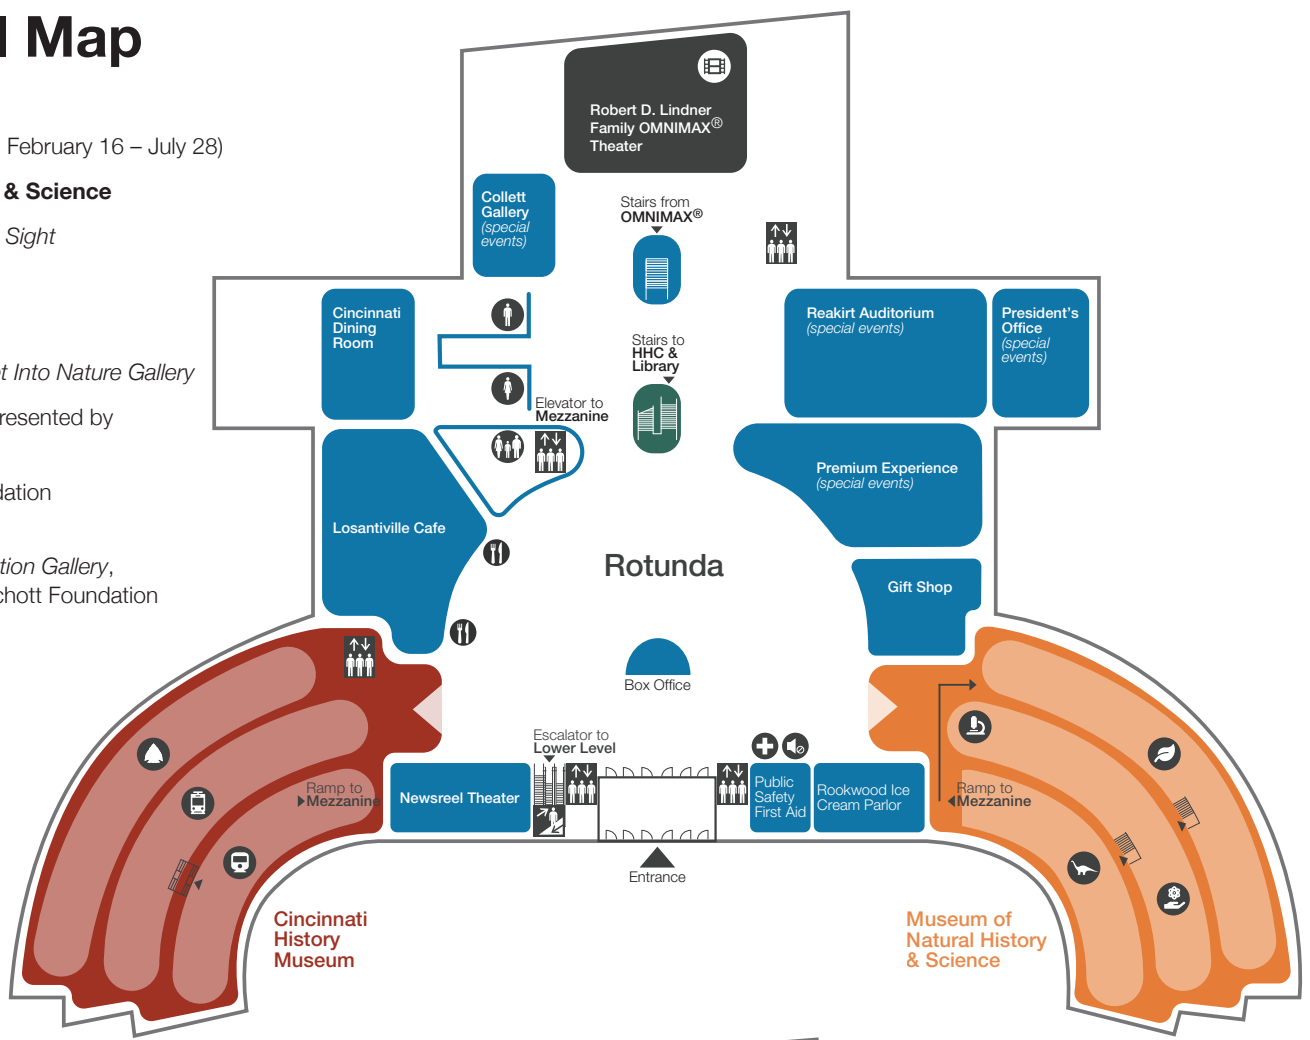 Map
February 16 – July 28)
& Science
Sight
Into Nature Gallery
resented by
dation
tion Gallery,
chott Foundation
Robert D. Lindner
Family OMNIMAX®
Theater
Collett
Gallery
(special
events)
Stairs from
OMNIMAX®
Cincinnati
Dining
Room
Stairs to
HHC &
Library
Reakirt Auditorium
(special events)
President's
Office
(special
events)
Elevator to
Mezzanine
Premium Experience
(special events)
Losantiville Cafe
Rotunda
Gift Shop
Box Office
Escalator to
Lower Level
Ramp to
Mezzanine
Newsreel Theater
Public
Safety
First Aid
Rookwood Ice
Cream Parlor
Ramp to
Mezzanine
Entrance
Cincinnati
History
Museum
Museum of
Natural History
& Science